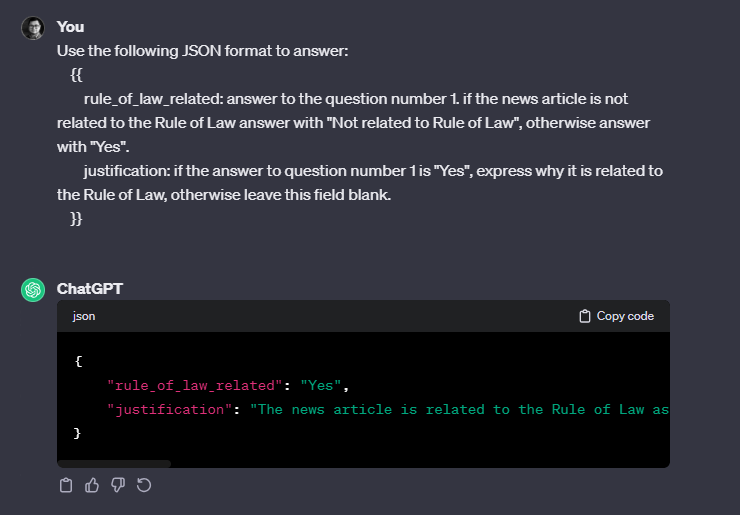 You
Use the following JSON format to answer:
{{
rule_of_law_related: answer to the question number 1. if the news article is not
related to the Rule of Law answer with "Not related to Rule of Law", otherwise answer
with "Yes".
justification: if the answer to question number 1 is "Yes", express why it is related to
the Rule of Law, otherwise leave this field blank.
}}
ChatGPT
json Copy code
{
"rule_of_law_related": "Yes",
"justification": "The news article is related to the Rule of Law as
}